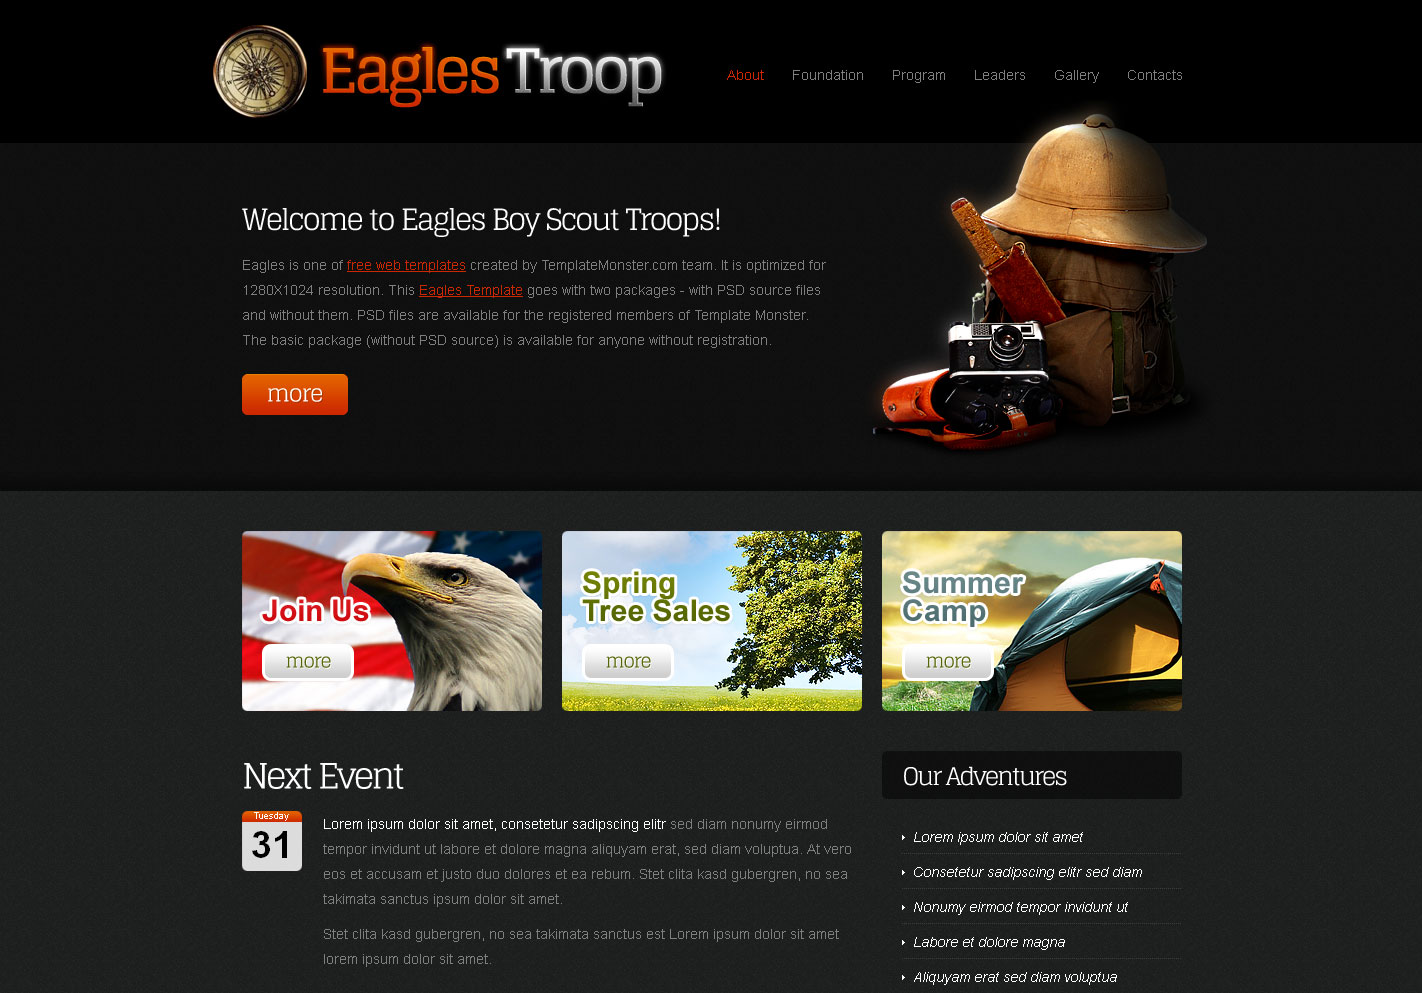 Eagles Troop
About Foundation Program Leaders Gallery Contacts
Welcome to Eagles Boy Scout Troops!
Eagles is one of free web templates created by TemplateMonster.com team. It is optimized for
1280X1024 resolution. This Eagles Template goes with two packages - with PSD source files
and without them. PSD files are available for the registered members of Template Monster.
The basic package (without PSD source) is available for anyone without registration.
more
Join Us
more
Spring
Tree Sales
more
Summer
Camp
more
Next Event
Tuesday
31
Lorem ipsum dolor sit amet, consetetur sadipscing elitr sed diam nonumy eirmod
tempor invidunt ut labore et dolore magna aliquyam erat, sed diam voluptua. At vero
eos et accusam et justo duo dolores et ea rebum. Stet clita kasd gubergren, no sea
takimata sanctus ipsum dolor sit amet.
Stet clita kasd gubergren, no sea takimata sanctus est Lorem ipsum dolor sit amet
lorem ipsum dolor sit amet.
Our Adventures
Lorem ipsum dolor sit amet
Consetetur sadipscing elitr sed diam
Nonumy eirmod tempor invidunt ut
Labore et dolore magna
Aliquyam erat sed diam voluptua